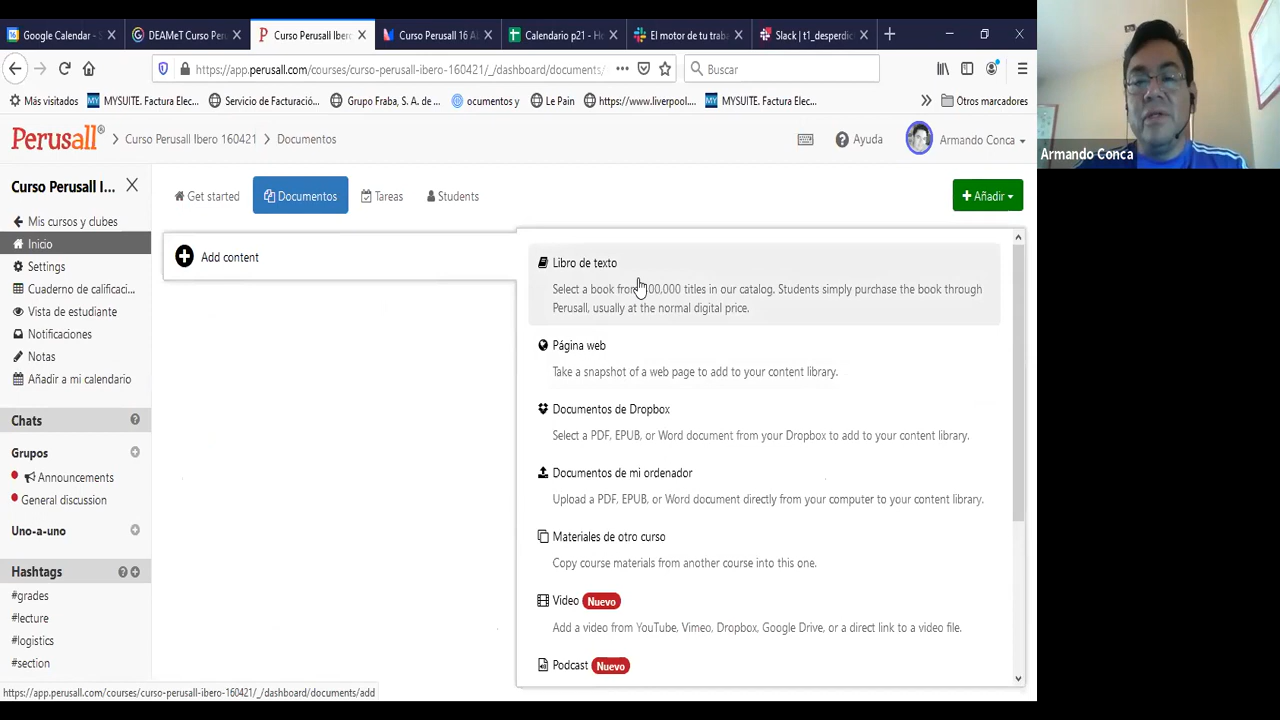 Google Calendar - S
DEAMeT Curso Peru
Curso Perusall Ibero
Curso Perusall 16 AB
Calendario p21 - Ho
El motor de tu traba
Slack | t1_desperdic
https://app.perusall.com/courses/curso-perusall-ibero-160421/_/dashboard/documents/
Buscar
Más visitados
MYSUITE. Factura Elec...
Servicio de Facturació...
Grupo Fraba, S. A. de ...
ocumentos y
Le Pain
https://www.liverpool....
MYSUITE. Factura Elec...
Otros marcadores
Perusall®
Curso Perusall Ibero 160421
Documentos
Ayuda
Armando Conca
Armando Conca
Curso Perusall I...
Mis cursos y clubes
Inicio
Settings
Cuaderno de calificaci...
Vista de estudiante
Notificaciones
Notas
Añadir a mi calendario
Chats
Grupos
Announcements
General discussion
Uno-a-uno
Hashtags
#grades
#lecture
#logistics
#section
Get started
Documentos
Tareas
Students
+ Añadir
Add content
Libro de texto
Select a book from 00,000 titles in our catalog. Students simply purchase the book through
Perusall, usually at the normal digital price.
Página web
Take a snapshot of a web page to add to your content library.
Documentos de Dropbox
Select a PDF, EPUB, or Word document from your Dropbox to add to your content library.
Documentos de mi ordenador
Upload a PDF, EPUB, or Word document directly from your computer to your content library.
Materiales de otro curso
Copy course materials from another course into this one.
Video Nuevo
Add a video from YouTube, Vimeo, Dropbox, Google Drive, or a direct link to a video file.
Podcast Nuevo
https://app.perusall.com/courses/curso-perusall-ibero-160421/_/dashboard/documents/add